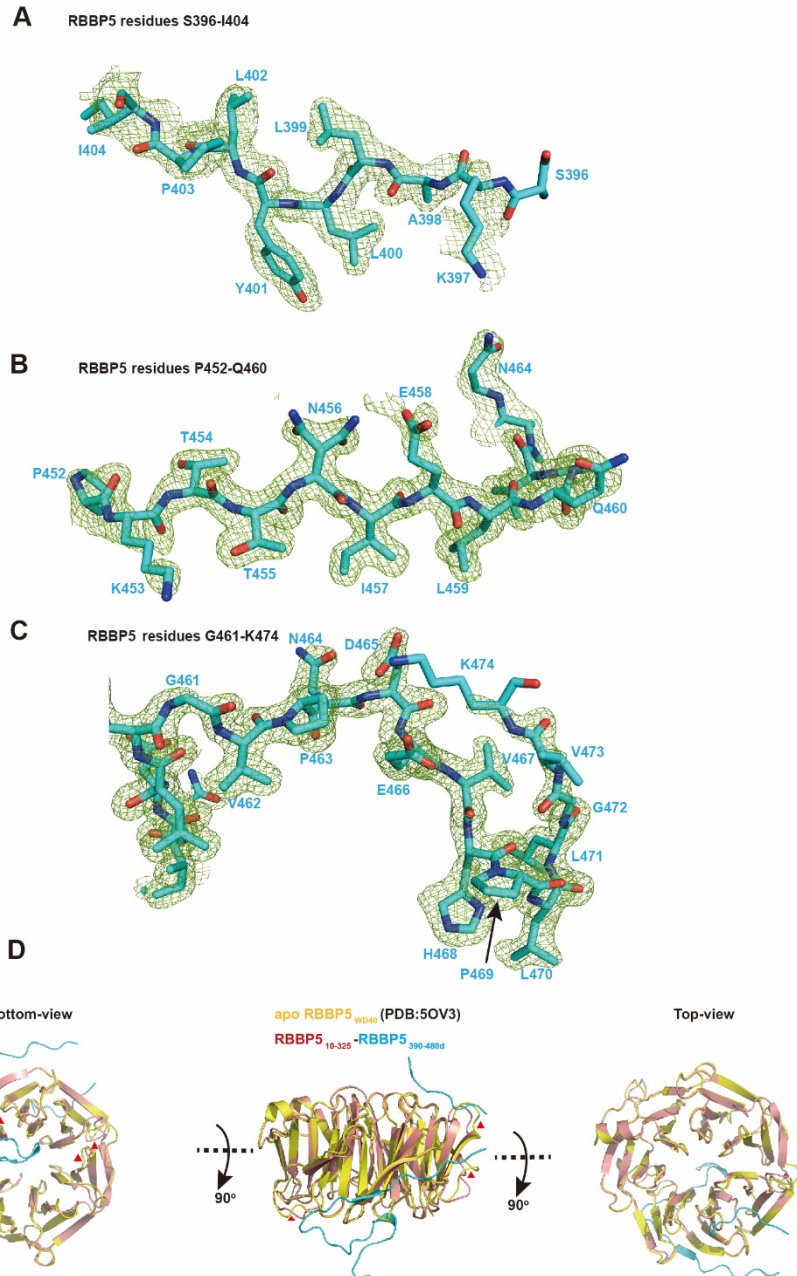 A
RBBP5 residues S396-I404
L402
L399
I404
P403
S396
A398
L400
K397
Y401
B
RBBP5 residues P452-Q460
N464
E458
N456
T454
P452
Q460
K453
T455
I457
L459
C
RBBP5 residues G461-K474
N464
D465
K474
G461
P463
V467
V473
E466
V462
G472
L471
H468
P469
L470
D
ottom-view
apo RBBP5WD40 (PDB:5OV3)
Top-view
RBBP510-325-RBBP5390-480d
90o
90o